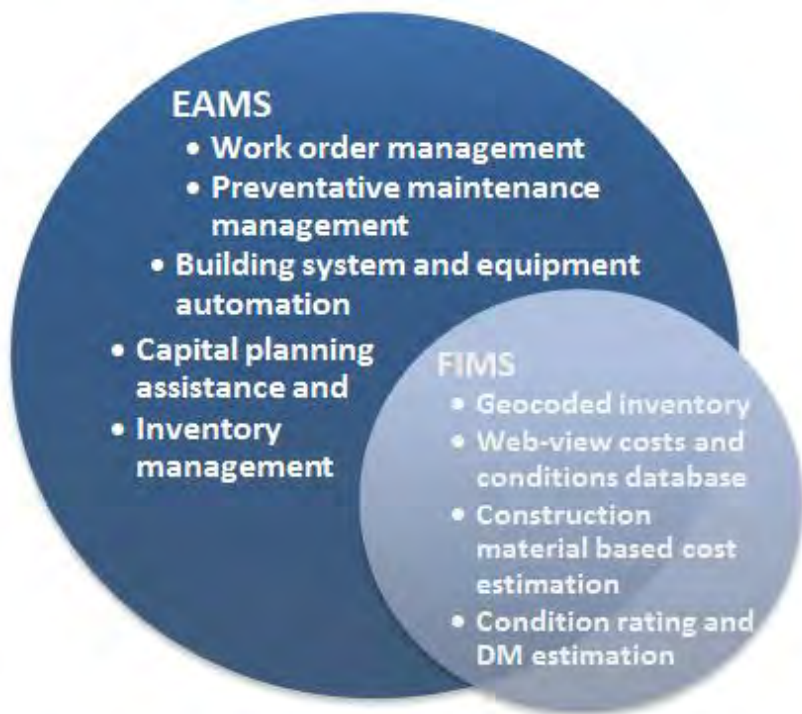 EAMS
• Work order management
• Preventative maintenance
management
• Building system and equipment
automation
• Capital planning
assistance and
• Inventory
management
FIMS
• Geocoded inventory
• Web-view costs and
conditions database
• Construction
material based cost
estimation
• Condition rating and
DM estimation